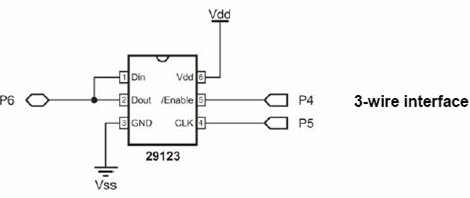 Vdd
P6
1 Din Vdd 6
2 Dout /Enable 5 P4 3-wire interface
3 GND CLK 4 P5
29123
Vss